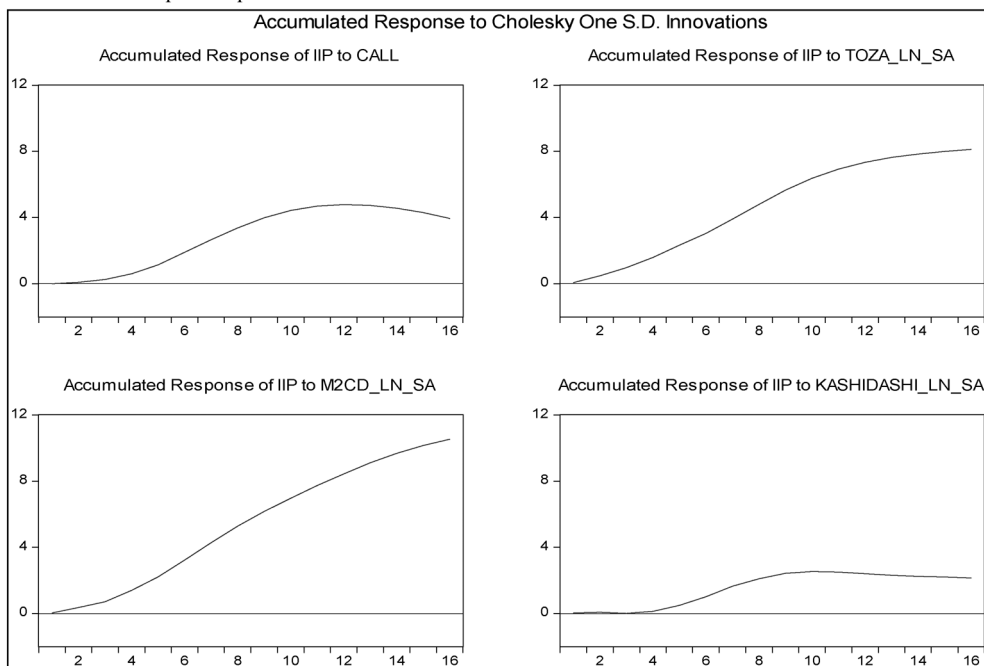 Accumulated Response to Cholesky One S.D. Innovations
Accumulated Response of IIP to CALL
12
8
4
0
2 4 6 8 10 12 14 16
Accumulated Response of IIP to TOZA_LN_SA
12
8
4
0
2 4 6 8 10 12 14 16
Accumulated Response of IIP to M2CD_LN_SA
12
8
4
0
2 4 6 8 10 12 14 16
Accumulated Response of IIP to KASHIDASHI_LN_SA
12
8
4
0
2 4 6 8 10 12 14 16